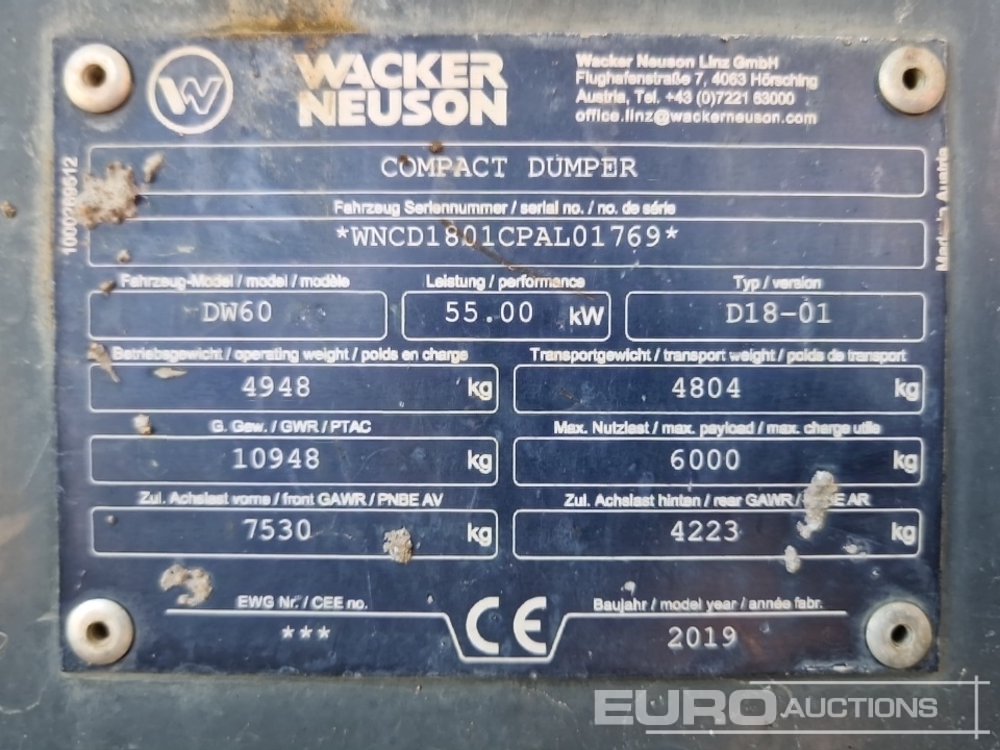 W
WACKER
NEUSON
Wacker Neuson Linz GmbH
Flughafenstraße 7, 4063 Hörsching
Austria, Tel. +43 (0)7221 63000
office.linz@wackerneuson.com
COMPACT DUMPER
Fahrzeug Seriennummer / serial no. / no. de série
*WNCD1801CPAL01769*
Fahrzeug-Model / model / modèle
Leistung / performance
Typ / version
DW60
55.00 kW
D18-01
Betriebsgewicht / operating weight / poids en charge
Transportgewicht / transport weight / poids de transport
4948 kg
4804 kg
G. Gew. / GWR / PTAC
Max. Nutzlast / max. payload / max. charge utile
10948 kg
6000 kg
Zul. Achslast vorne / front GAWR / PNBE AV
Zul. Achslast hinten / rear GAWR / AR
7530 kg
4223 kg
EWG Nr. / CEE no.
CE
Baujahr / model year / année fabr.
***
2019
Made in Austria
EURO AUCTIONS